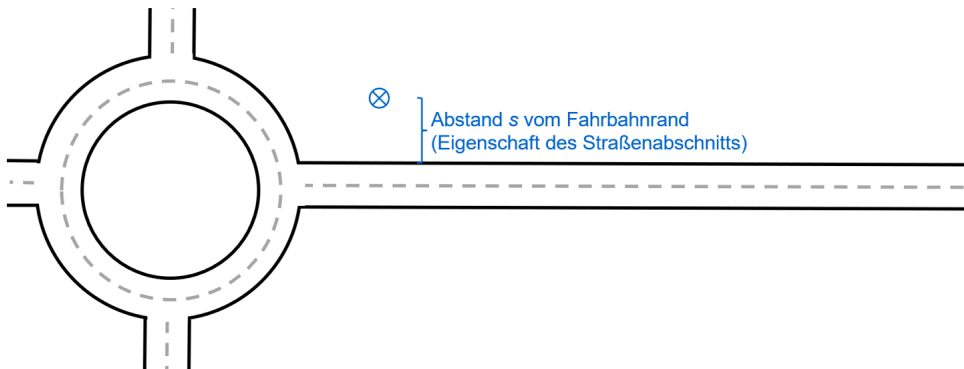 Abstand s vom Fahrbahnrand
(Eigenschaft des Straßenabschnitts)